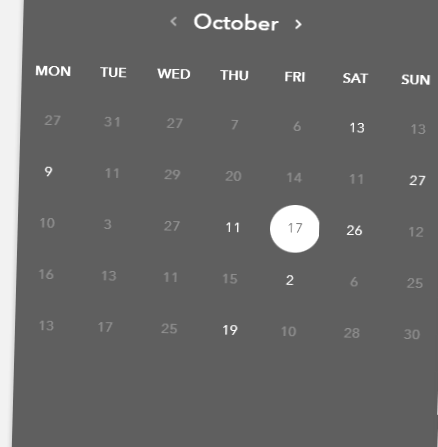 ‹ October ›
MON TUE WED THU FRI SAT SUN
27 31 27 7 6 13 13
9 11 29 20 14 11 27
10 3 27 11 17 26 12
16 13 11 15 2 6 25
13 17 25 19 10 28 30